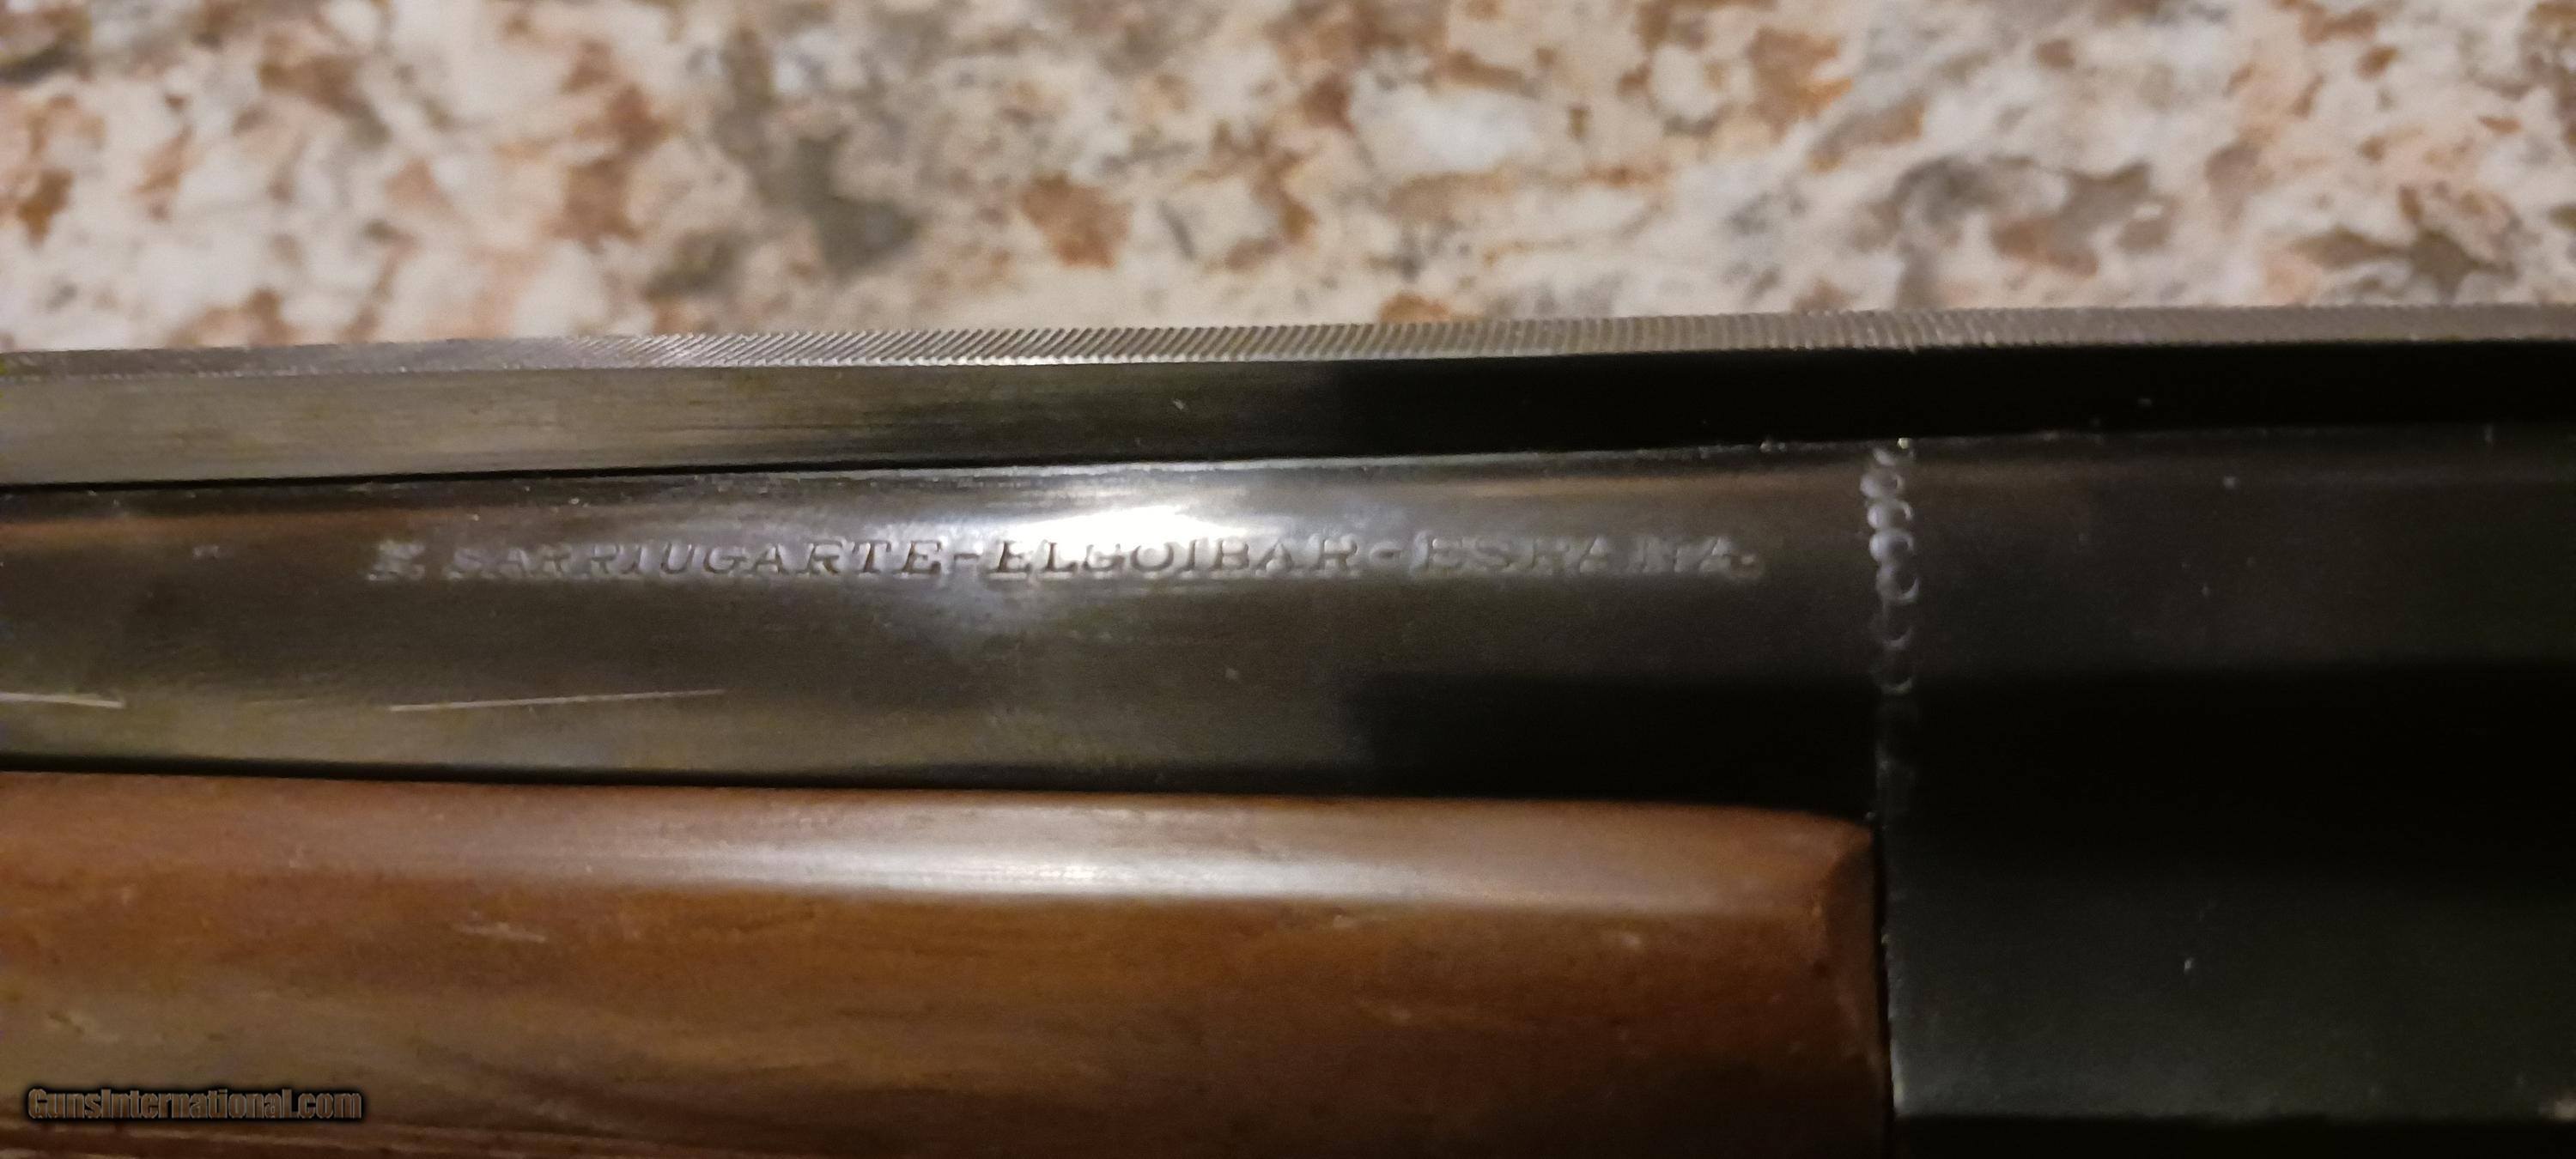 F. SARRIUGARTE-ELGOIBAR-ESPAÑA.
GunsInternational.com